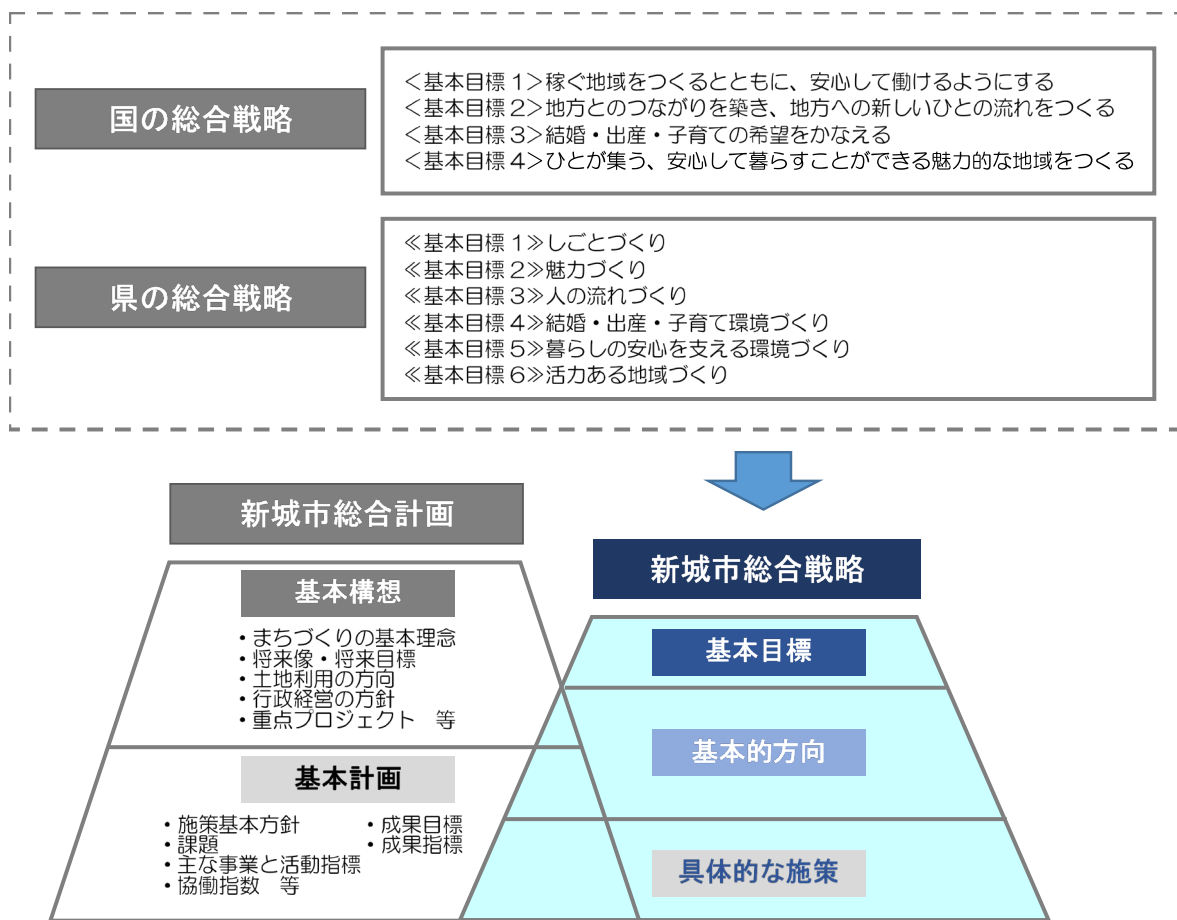 国の総合戦略
<基本目標1>稼ぐ地域をつくるとともに、安心して働けるようにする
<基本目標2>地方とのつながりを築き、地方への新しいひとの流れをつくる
<基本目標3>結婚・出産・子育ての希望をかなえる
<基本目標4>ひとが集う、安心して暮らすことができる魅力的な地域をつくる
県の総合戦略
≪基本目標1≫しごとづくり
≪基本目標2≫魅力づくり
≪基本目標3≫人の流れづくり
≪基本目標4≫結婚・出産・子育て環境づくり
≪基本目標5≫暮らしの安心を支える環境づくり
≪基本目標6≫活力ある地域づくり
新城市総合計画
基本構想
・まちづくりの基本理念
・将来像・将来目標
・土地利用の方向
・行政経営の方針
・重点プロジェクト 等
基本計画
・施策基本方針
・課題
・主な事業と活動指標
・協働指数 等
・成果目標
・成果指標
新城市総合戦略
基本目標
基本的方向
具体的な施策